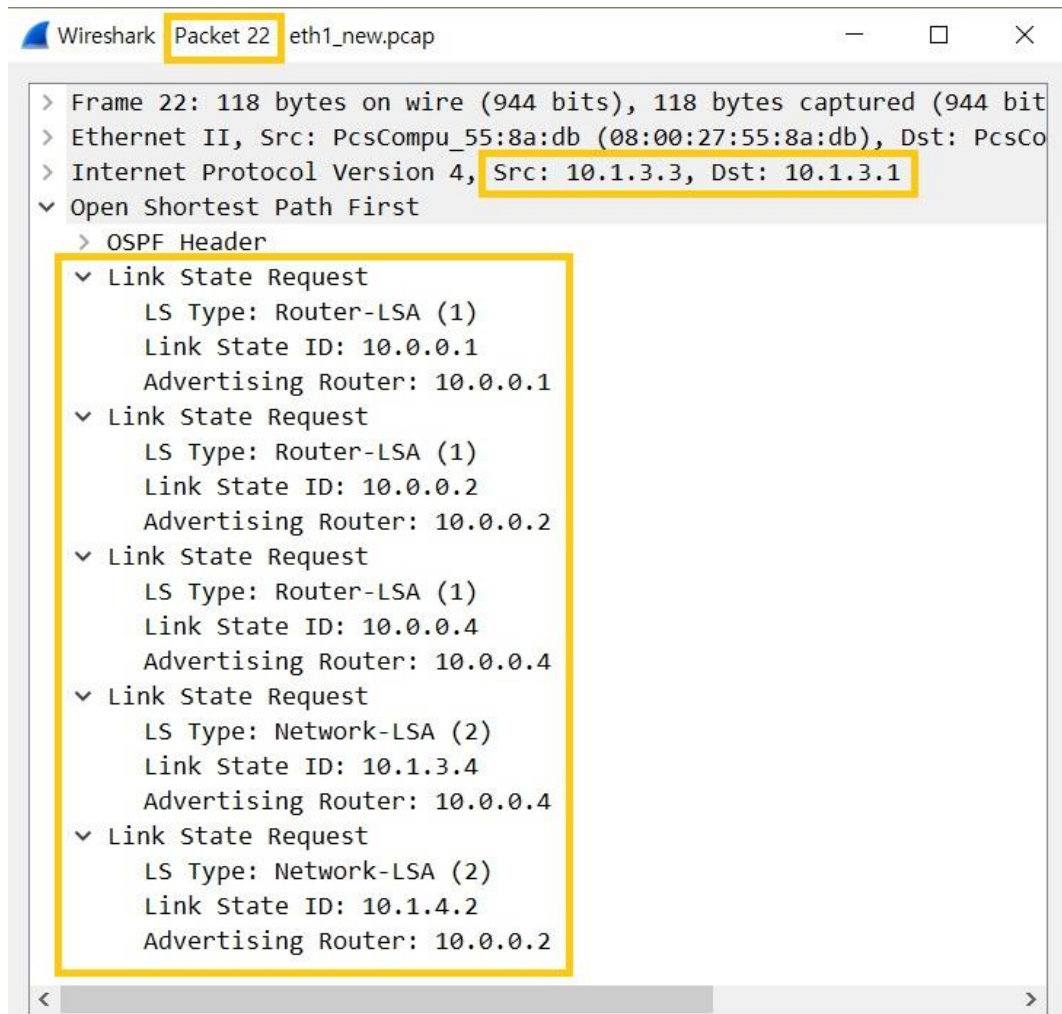 Wireshark Packet 22 eth1_new.pcap
Frame 22: 118 bytes on wire (944 bits), 118 bytes captured (944 bit
Ethernet II, Src: PcsCompu_55:8a:db (08:00:27:55:8a:db), Dst: PcsCo
Internet Protocol Version 4, Src: 10.1.3.3, Dst: 10.1.3.1
Open Shortest Path First
OSPF Header
Link State Request
LS Type: Router-LSA (1)
Link State ID: 10.0.0.1
Advertising Router: 10.0.0.1
Link State Request
LS Type: Router-LSA (1)
Link State ID: 10.0.0.2
Advertising Router: 10.0.0.2
Link State Request
LS Type: Router-LSA (1)
Link State ID: 10.0.0.4
Advertising Router: 10.0.0.4
Link State Request
LS Type: Network-LSA (2)
Link State ID: 10.1.3.4
Advertising Router: 10.0.0.4
Link State Request
LS Type: Network-LSA (2)
Link State ID: 10.1.4.2
Advertising Router: 10.0.0.2